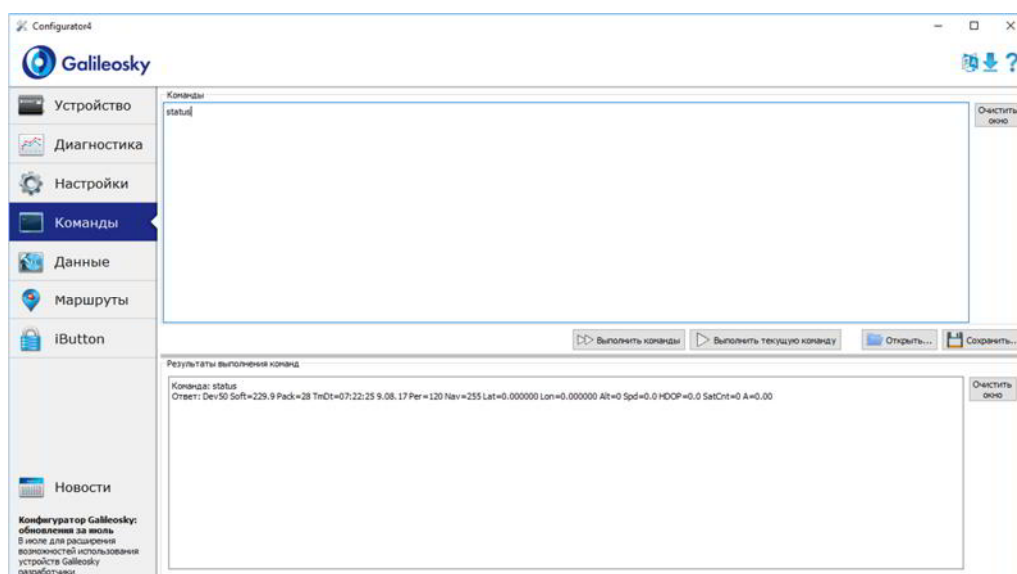 Configurator4
Galileosky
Устройство
Диагностика
Настройки
Команды
Данные
Маршруты
iButton
Новости
Конфигуратор Galileosky:
обновления за июль
В июле для расширения
возможностей использования
устройств Galileosky
разработчики
Команды
status
Очистить
окно
Выполнить команды
Выполнить текущую команду
Открыть...
Сохранить...
Результаты выполнения команд
Команда: status
Ответ: Dev50 Soft=229.9 Pack=28 TmDt=07:22:25 9.08.17 Per=120 Nav=255 Lat=0.000000 Lon=0.000000 Alt=0 Spd=0.0 HDOP=0.0 SatCnt=0 A=0.00
Очистить
окно